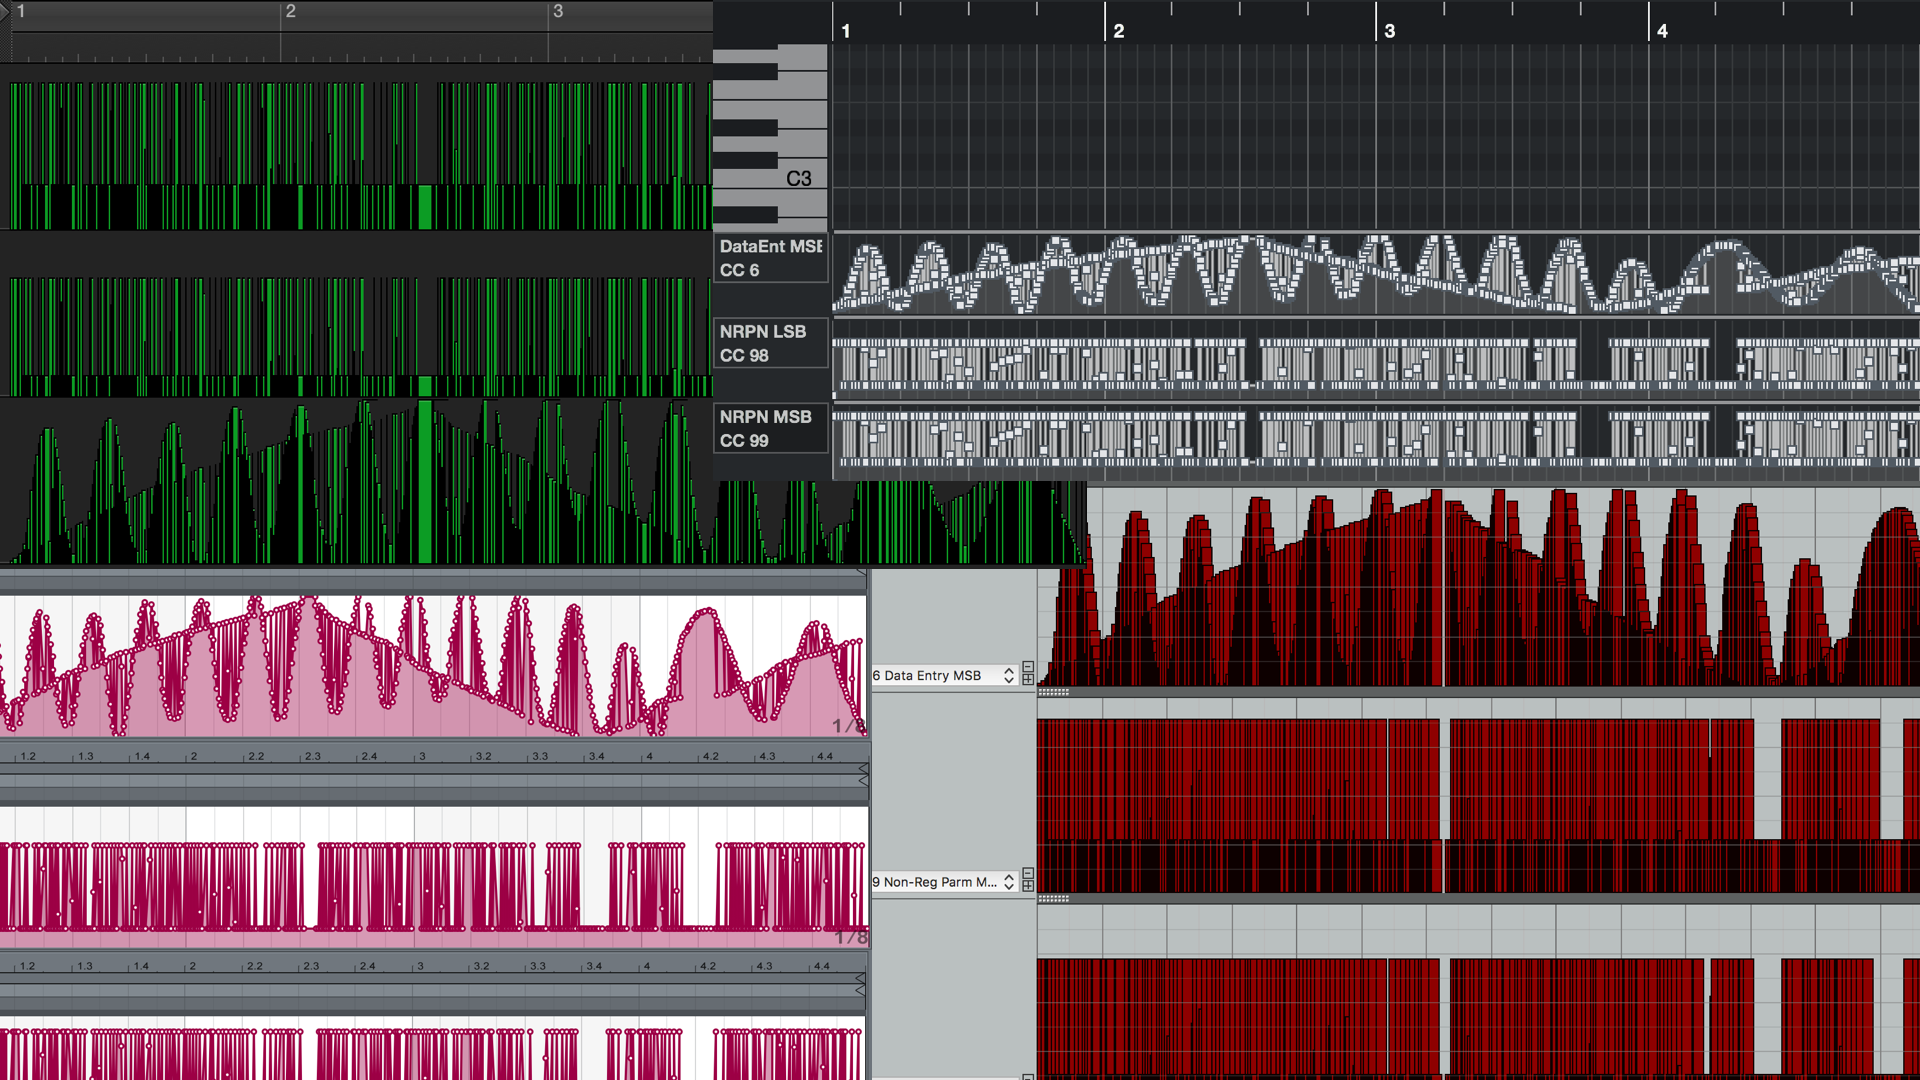 1 2 3
1 2 3 4
C3
DataEnt MSB
CC 6
NRPN LSB
CC 98
NRPN MSB
CC 99
6 Data Entry MSB
1/8
1.2 1.3 1.4 2 2.2 2.3 2.4 3 3.2 3.3 3.4 4 4.2 4.3 4.4
9 Non-Reg Parm M...
1/8
1.2 1.3 1.4 2 2.2 2.3 2.4 3 3.2 3.3 3.4 4 4.2 4.3 4.4